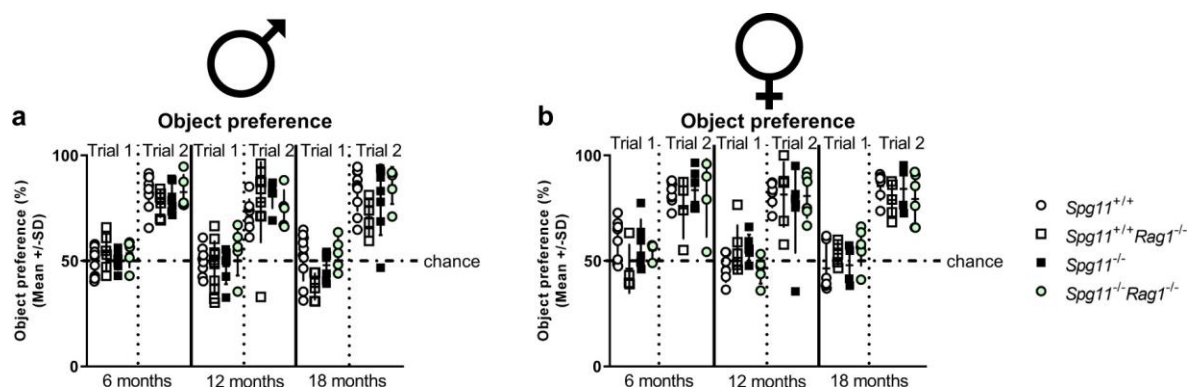 a
Object preference
Trial 1 Trial 2 Trial 1 Trial 2 Trial 1 Trial 2
100
50
0
Object preference (%)
(Mean +/-SD)
chance
6 months 12 months 18 months
b
Object preference
Trial 1 Trial 2 Trial 1 Trial 2 Trial 1 Trial 2
100
50
0
Object preference (%)
(Mean +/-SD)
chance
6 months 12 months 18 months
Spg11+/+
Spg11+/+Rag1-/-
Spg11-/-
Spg11-/-Rag1-/-